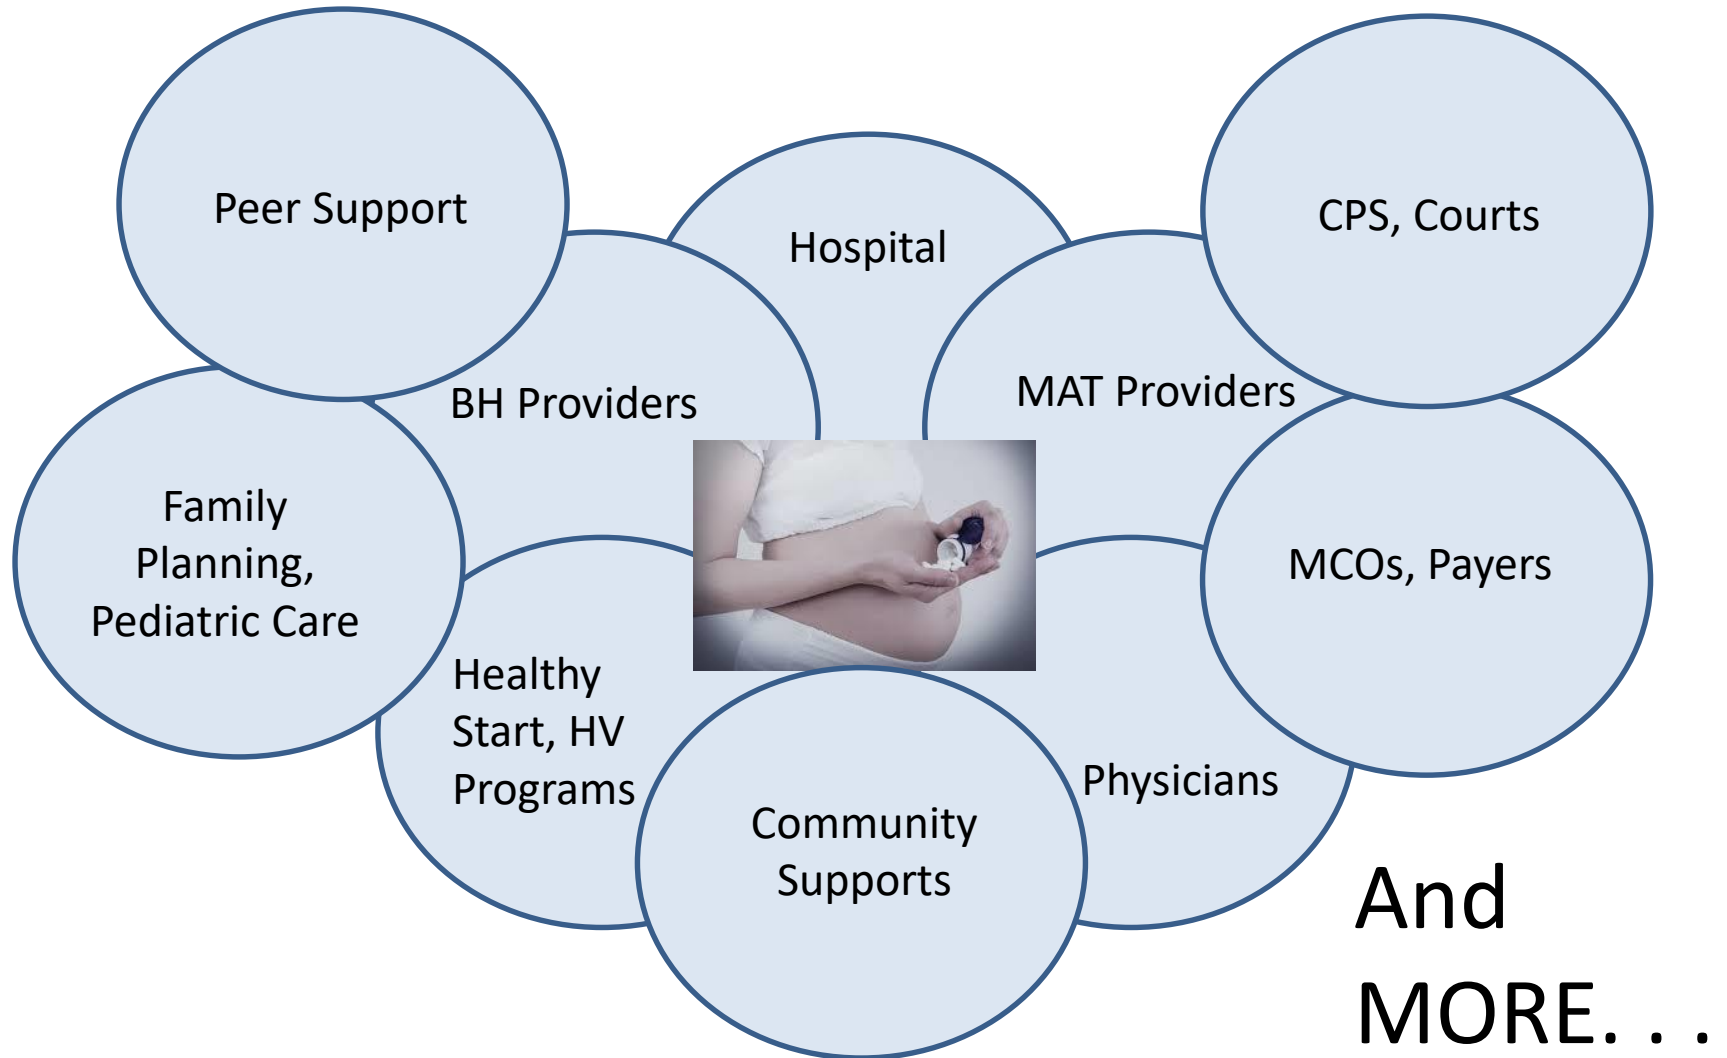 Peer Support
Hospital
CPS, Courts
BH Providers
MAT Providers
Family
Planning,
Pediatric Care
MCOs, Payers
Healthy
Start, HV
Programs
Physicians
Community
Supports
And
MORE. . .